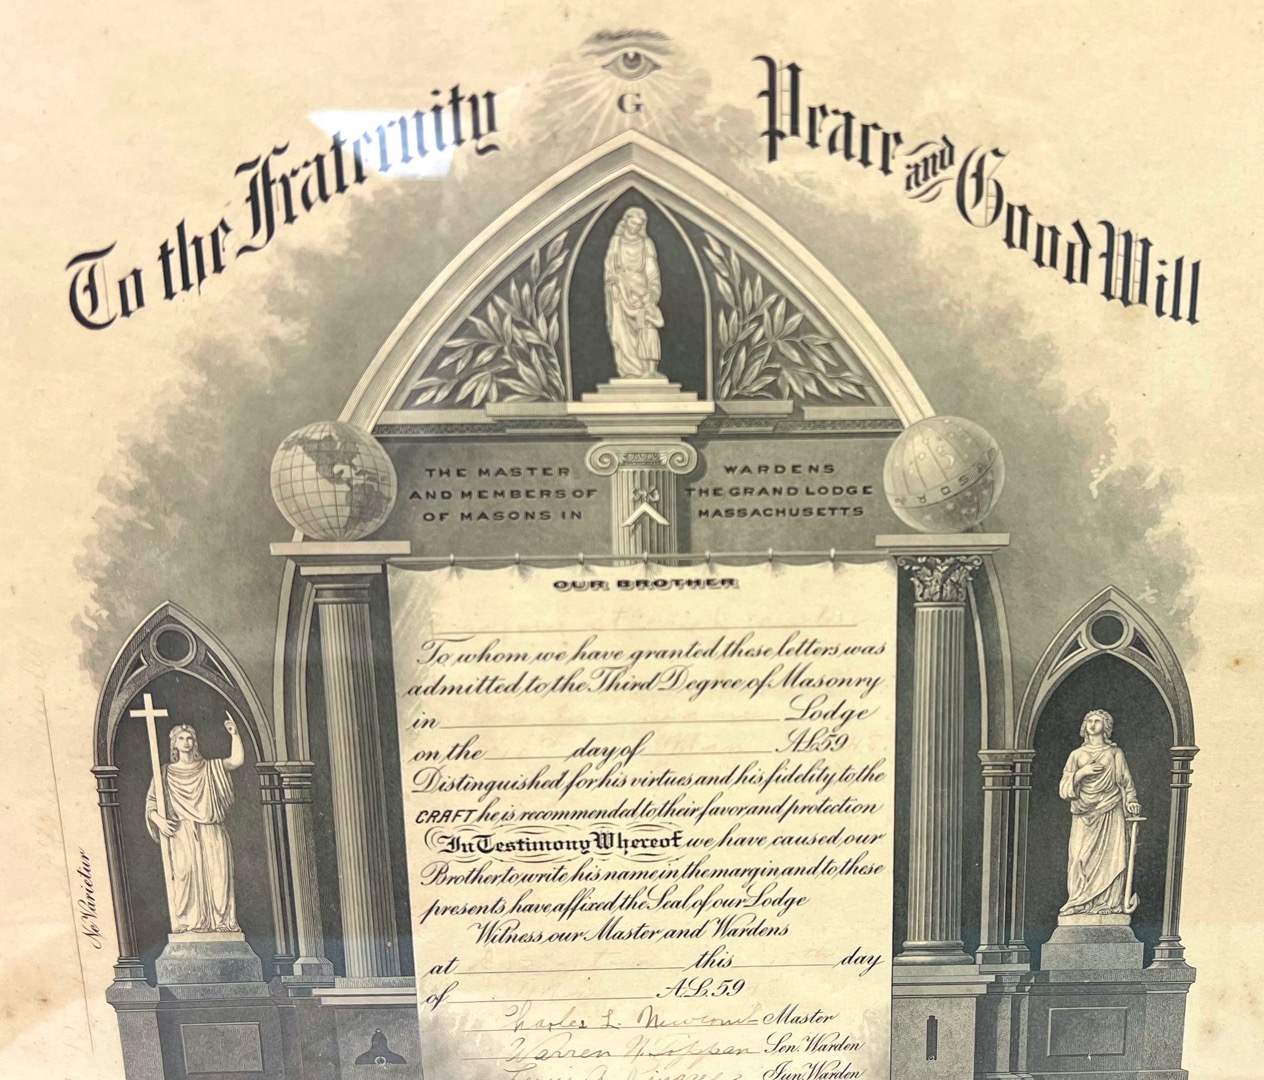 To the Fraternity Peace and Good Will
G
THE MASTER WARDENS
AND MEMBERS OF THE GRAND LODGE
OF MASONS IN MASSACHUSETTS
OUR BROTHER
To whom we have granted these letters was
admitted to the Third Degree of Masonry
in Lodge
on the day of A.L. 59
Distinguished for his virtues and his fidelity to the
CRAFT he is recommended to their favor and protection
In Testimony Whereof we have caused our
Brother to write his name in the margin and to these
presents have affixed the Seal of our Lodge
Witness our Master and Wardens
at this day
of A.L. 59
Charles L. Newcomb Master
Warren Sen. Warden
Jun. Warden
Ne Varietur